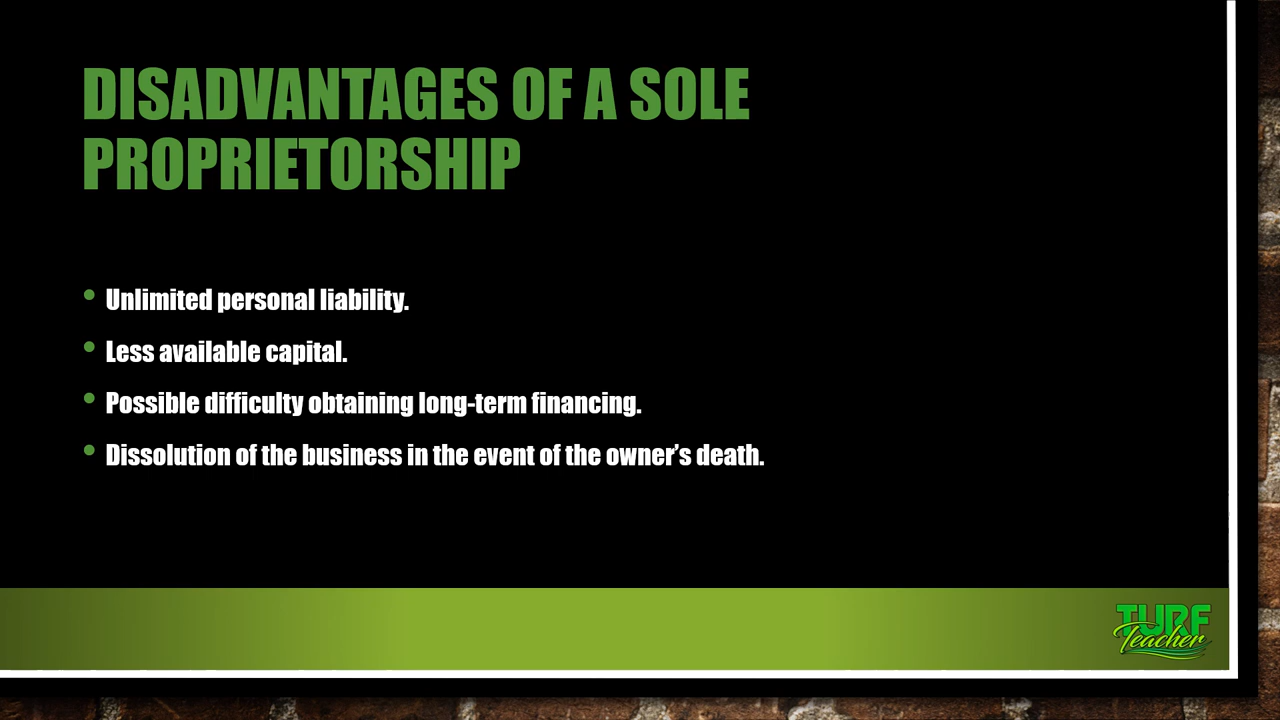 DISADVANTAGES OF A SOLE
PROPRIETORSHIP
• Unlimited personal liability.
• Less available capital.
• Possible difficulty obtaining long-term financing.
• Dissolution of the business in the event of the owner's death.
TURF
Teacher